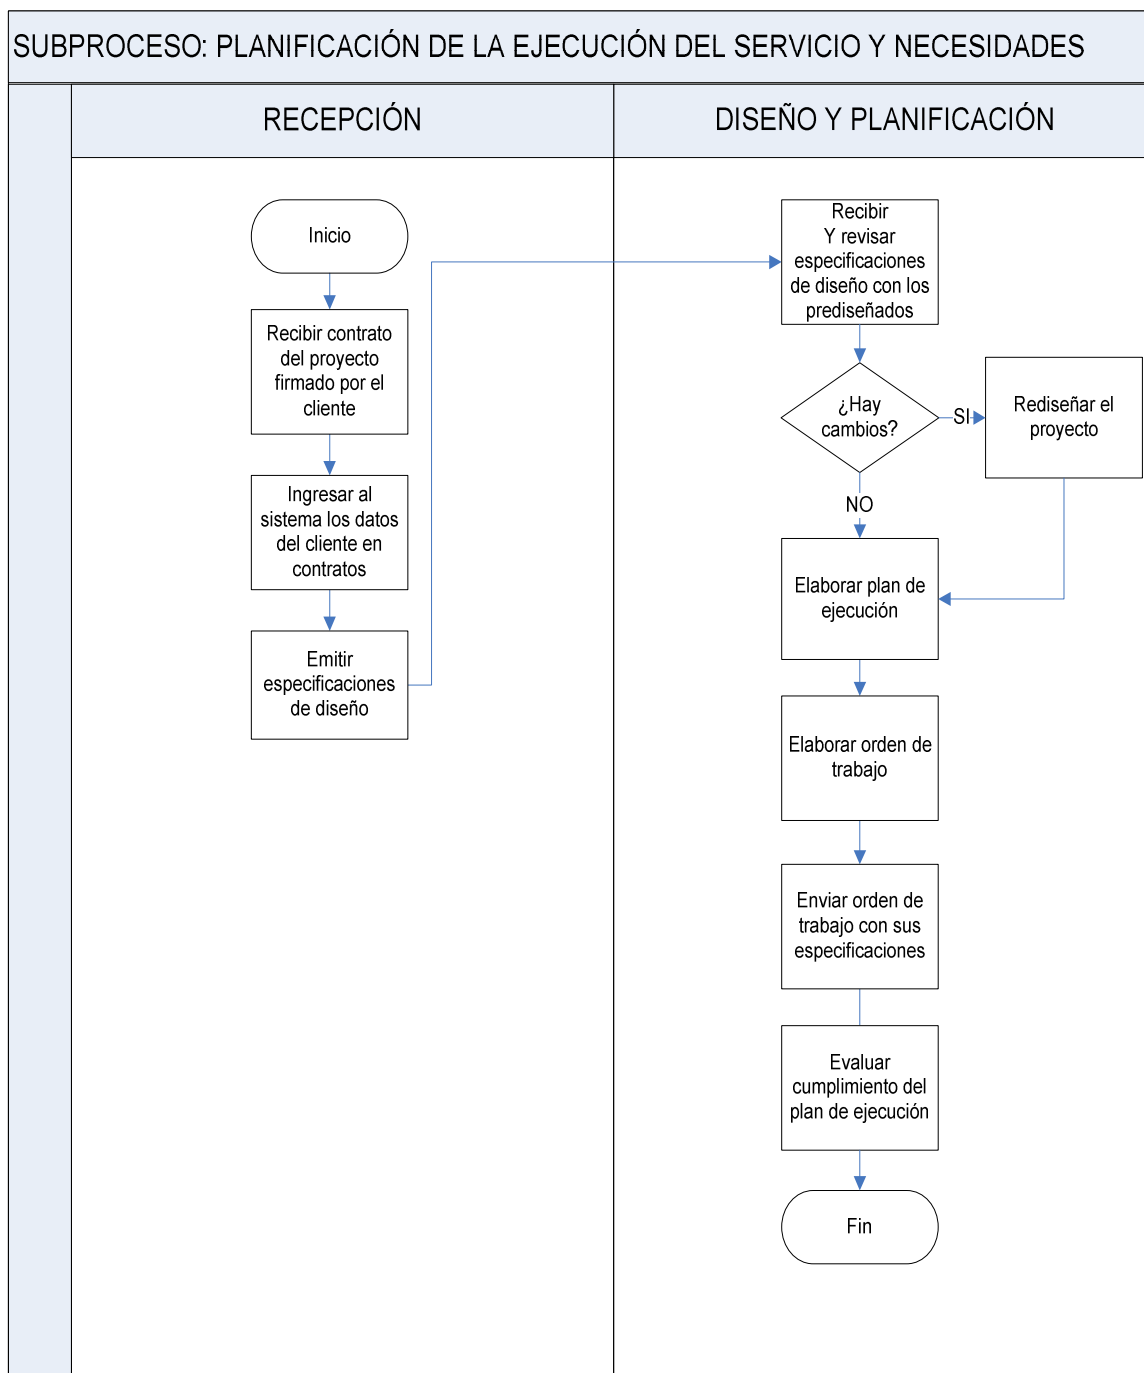 SUBPROCESO: PLANIFICACIÓN DE LA EJECUCIÓN DEL SERVICIO Y NECESIDADES
RECEPCIÓN
DISEÑO Y PLANIFICACIÓN
Inicio
Recibir contrato
del proyecto
firmado por el
cliente
Ingresar al
sistema los datos
del cliente en
contratos
Emitir
especificaciones
de diseño
Recibir
Y revisar
especificaciones
de diseño con los
prediseñados
¿Hay
cambios?
SI
Rediseñar el
proyecto
NO
Elaborar plan de
ejecución
Elaborar orden de
trabajo
Enviar orden de
trabajo con sus
especificaciones
Evaluar
cumplimiento del
plan de ejecución
Fin